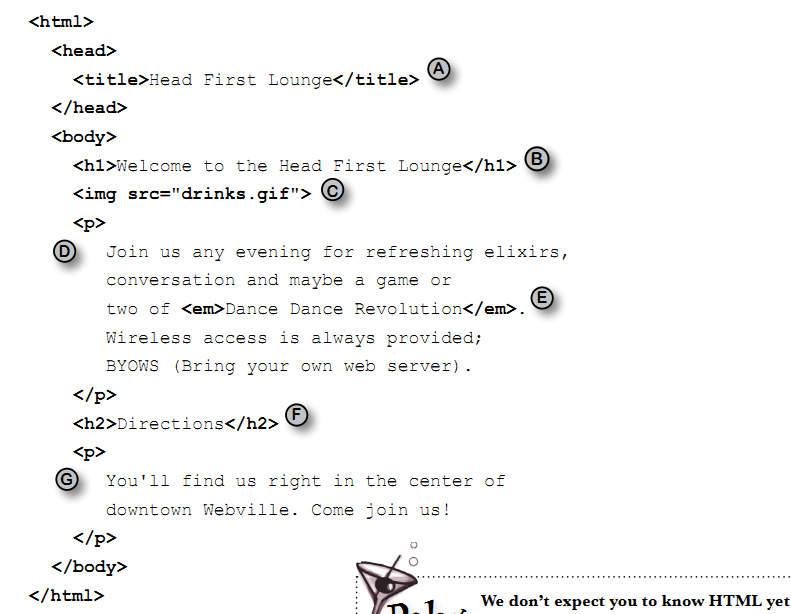 <html>
<head>
<title>Head First Lounge</title> A
</head>
<body>
<h1>Welcome to the Head First Lounge</h1> B
<img src="drinks.gif"> C
<p>
D Join us any evening for refreshing elixirs,
conversation and maybe a game or
two of <em>Dance Dance Revolution</em>. E
Wireless access is always provided;
BYOWS (Bring your own web server).
</p>
<h2>Directions</h2> F
<p>
G You'll find us right in the center of
downtown Webville. Come join us!
</p>
</body>
</html>
We don't expect you to know HTML yet